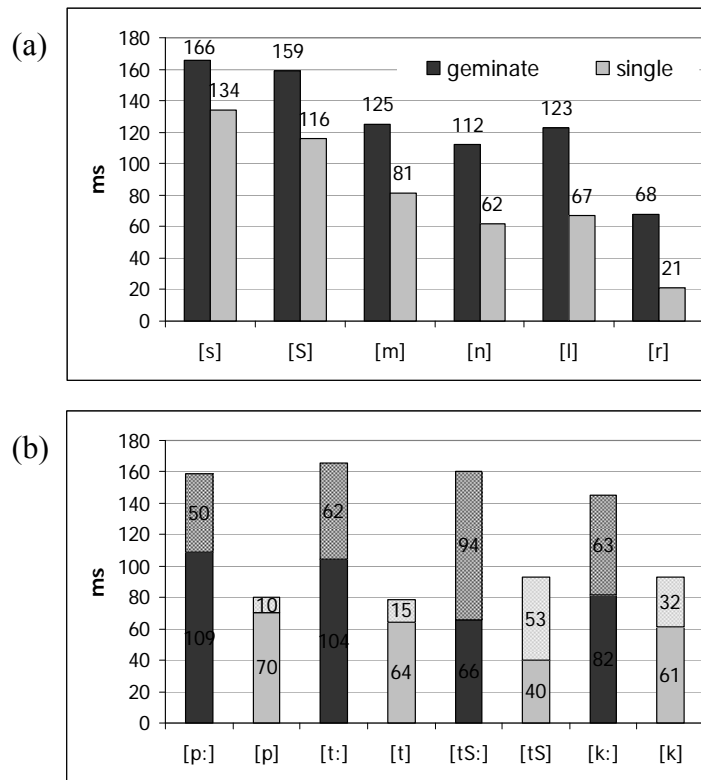 (a)
180
160
140
120
100
80
60
40
20
0
ms
geminate single
166 134
159 116
125 81
112 62
123 67
68 21
[s] [S] [m] [n] [l] [r]
(b)
180
160
140
120
100
80
60
40
20
0
ms
50 10 62 15 94 53 63 32
109 70 104 64 66 40 82 61
[p:] [p] [t:] [t] [tS:] [tS] [k:] [k]